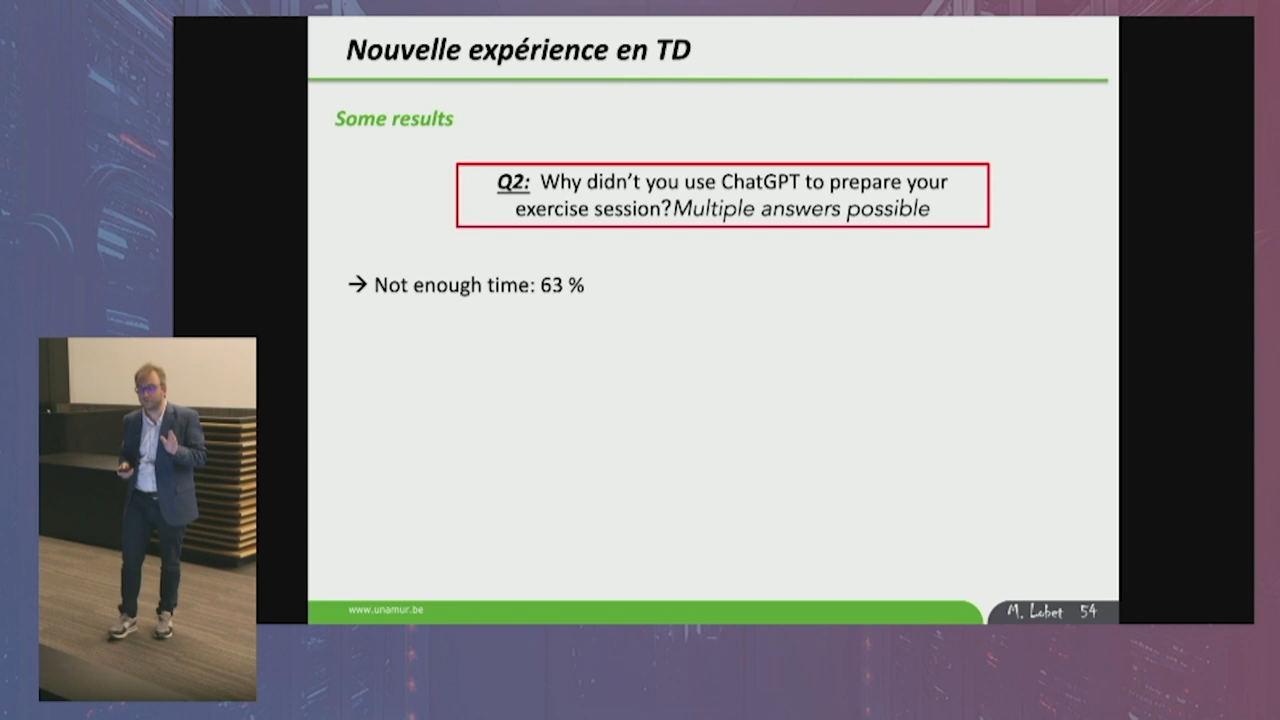 Nouvelle expérience en TD
Some results
Q2: Why didn't you use ChatGPT to prepare your
exercise session?Multiple answers possible
→ Not enough time: 63 %
www.unamur.be
M. Lobet 54